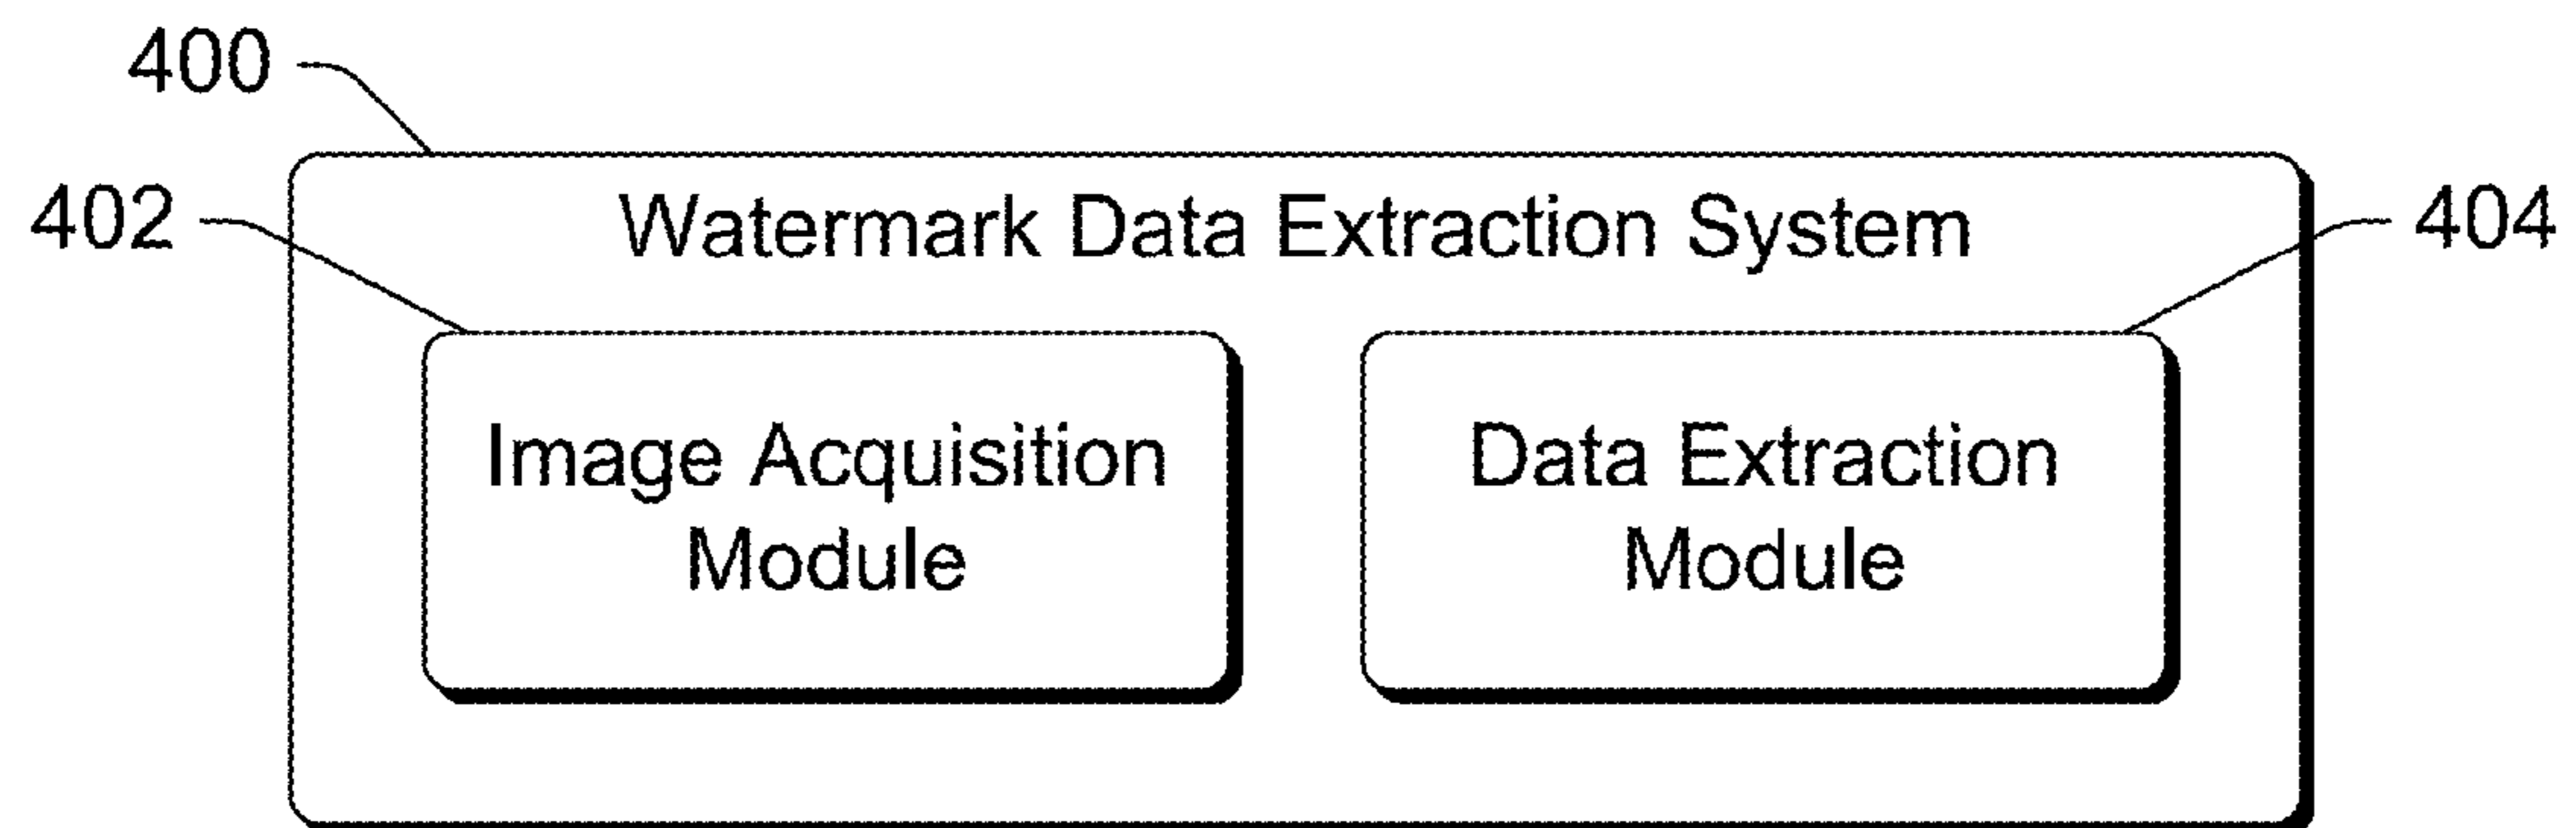 400
402
Watermark Data Extraction System
404
Image Acquisition
Module
Data Extraction
Module